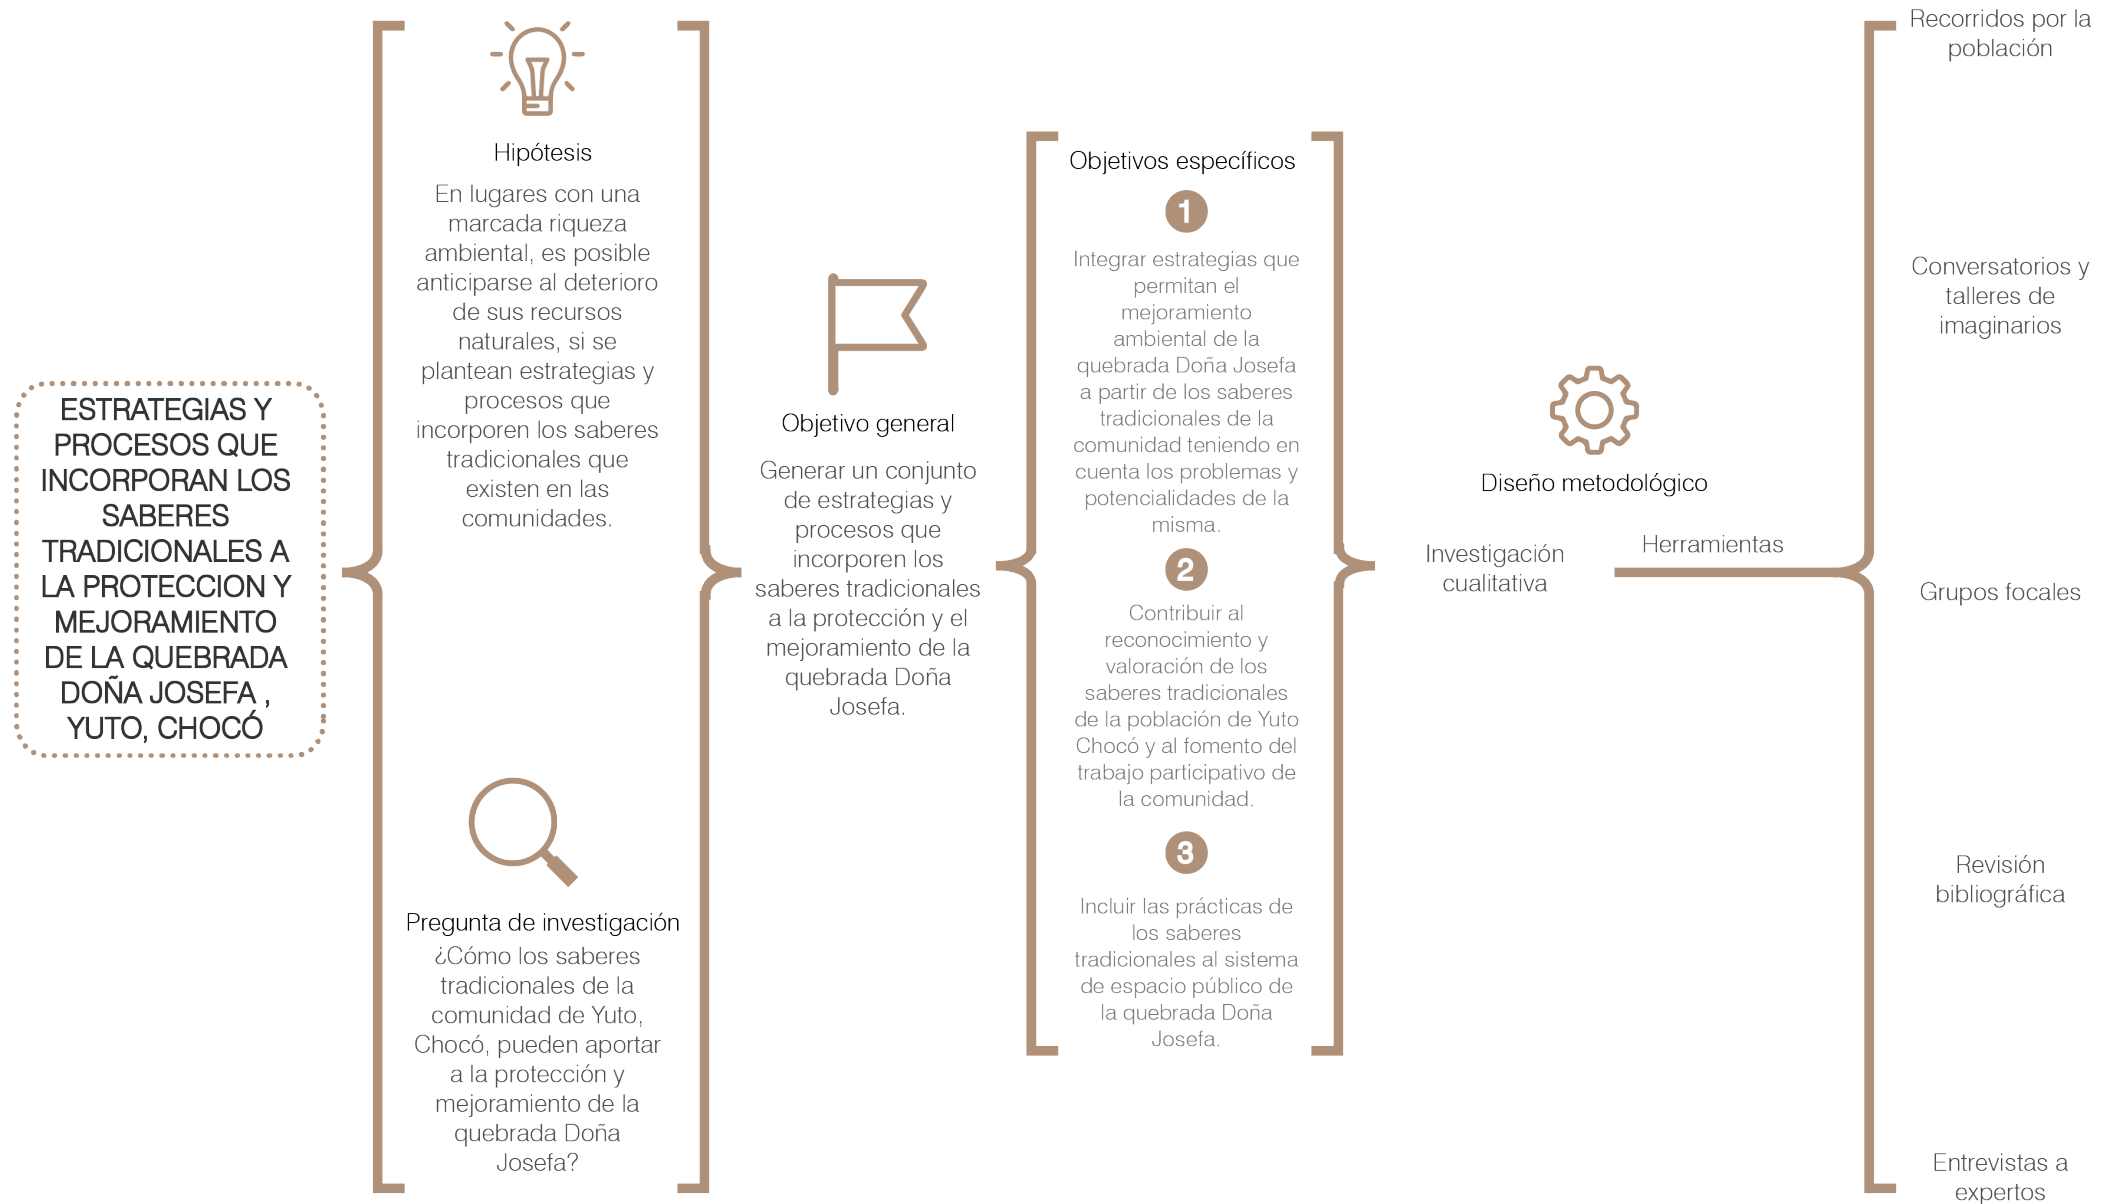 ESTRATEGIAS Y
PROCESOS QUE
INCORPORAN LOS
SABERES
TRADICIONALES A
LA PROTECCION Y
MEJORAMIENTO
DE LA QUEBRADA
DOÑA JOSEFA ,
YUTO, CHOCÓ
Hipótesis
En lugares con una
marcada riqueza
ambiental, es posible
anticiparse al deterioro
de sus recursos
naturales, si se
plantean estrategias y
procesos que
incorporen los saberes
tradicionales que
existen en las
comunidades.
Pregunta de investigación
¿Cómo los saberes
tradicionales de la
comunidad de Yuto,
Chocó, pueden aportar
a la protección y
mejoramiento de la
quebrada Doña
Josefa?
Objetivo general
Generar un conjunto
de estrategias y
procesos que
incorporen los
saberes tradicionales
a la protección y el
mejoramiento de la
quebrada Doña
Josefa.
Objetivos específicos
1
Integrar estrategias que
permitan el
mejoramiento
ambiental de la
quebrada Doña Josefa
a partir de los saberes
tradicionales de la
comunidad teniendo en
cuenta los problemas y
potencialidades de la
misma.
2
Contribuir al
reconocimiento y
valoración de los
saberes tradicionales
de la población de Yuto
Chocó y al fomento del
trabajo participativo de
la comunidad.
3
Incluir las prácticas de
los saberes
tradicionales al sistema
de espacio público de
la quebrada Doña
Josefa.
Diseño metodológico
Investigación
cualitativa
Herramientas
Recorridos por la
población
Conversatorios y
talleres de
imaginarios
Grupos focales
Revisión
bibliográfica
Entrevistas a
expertos